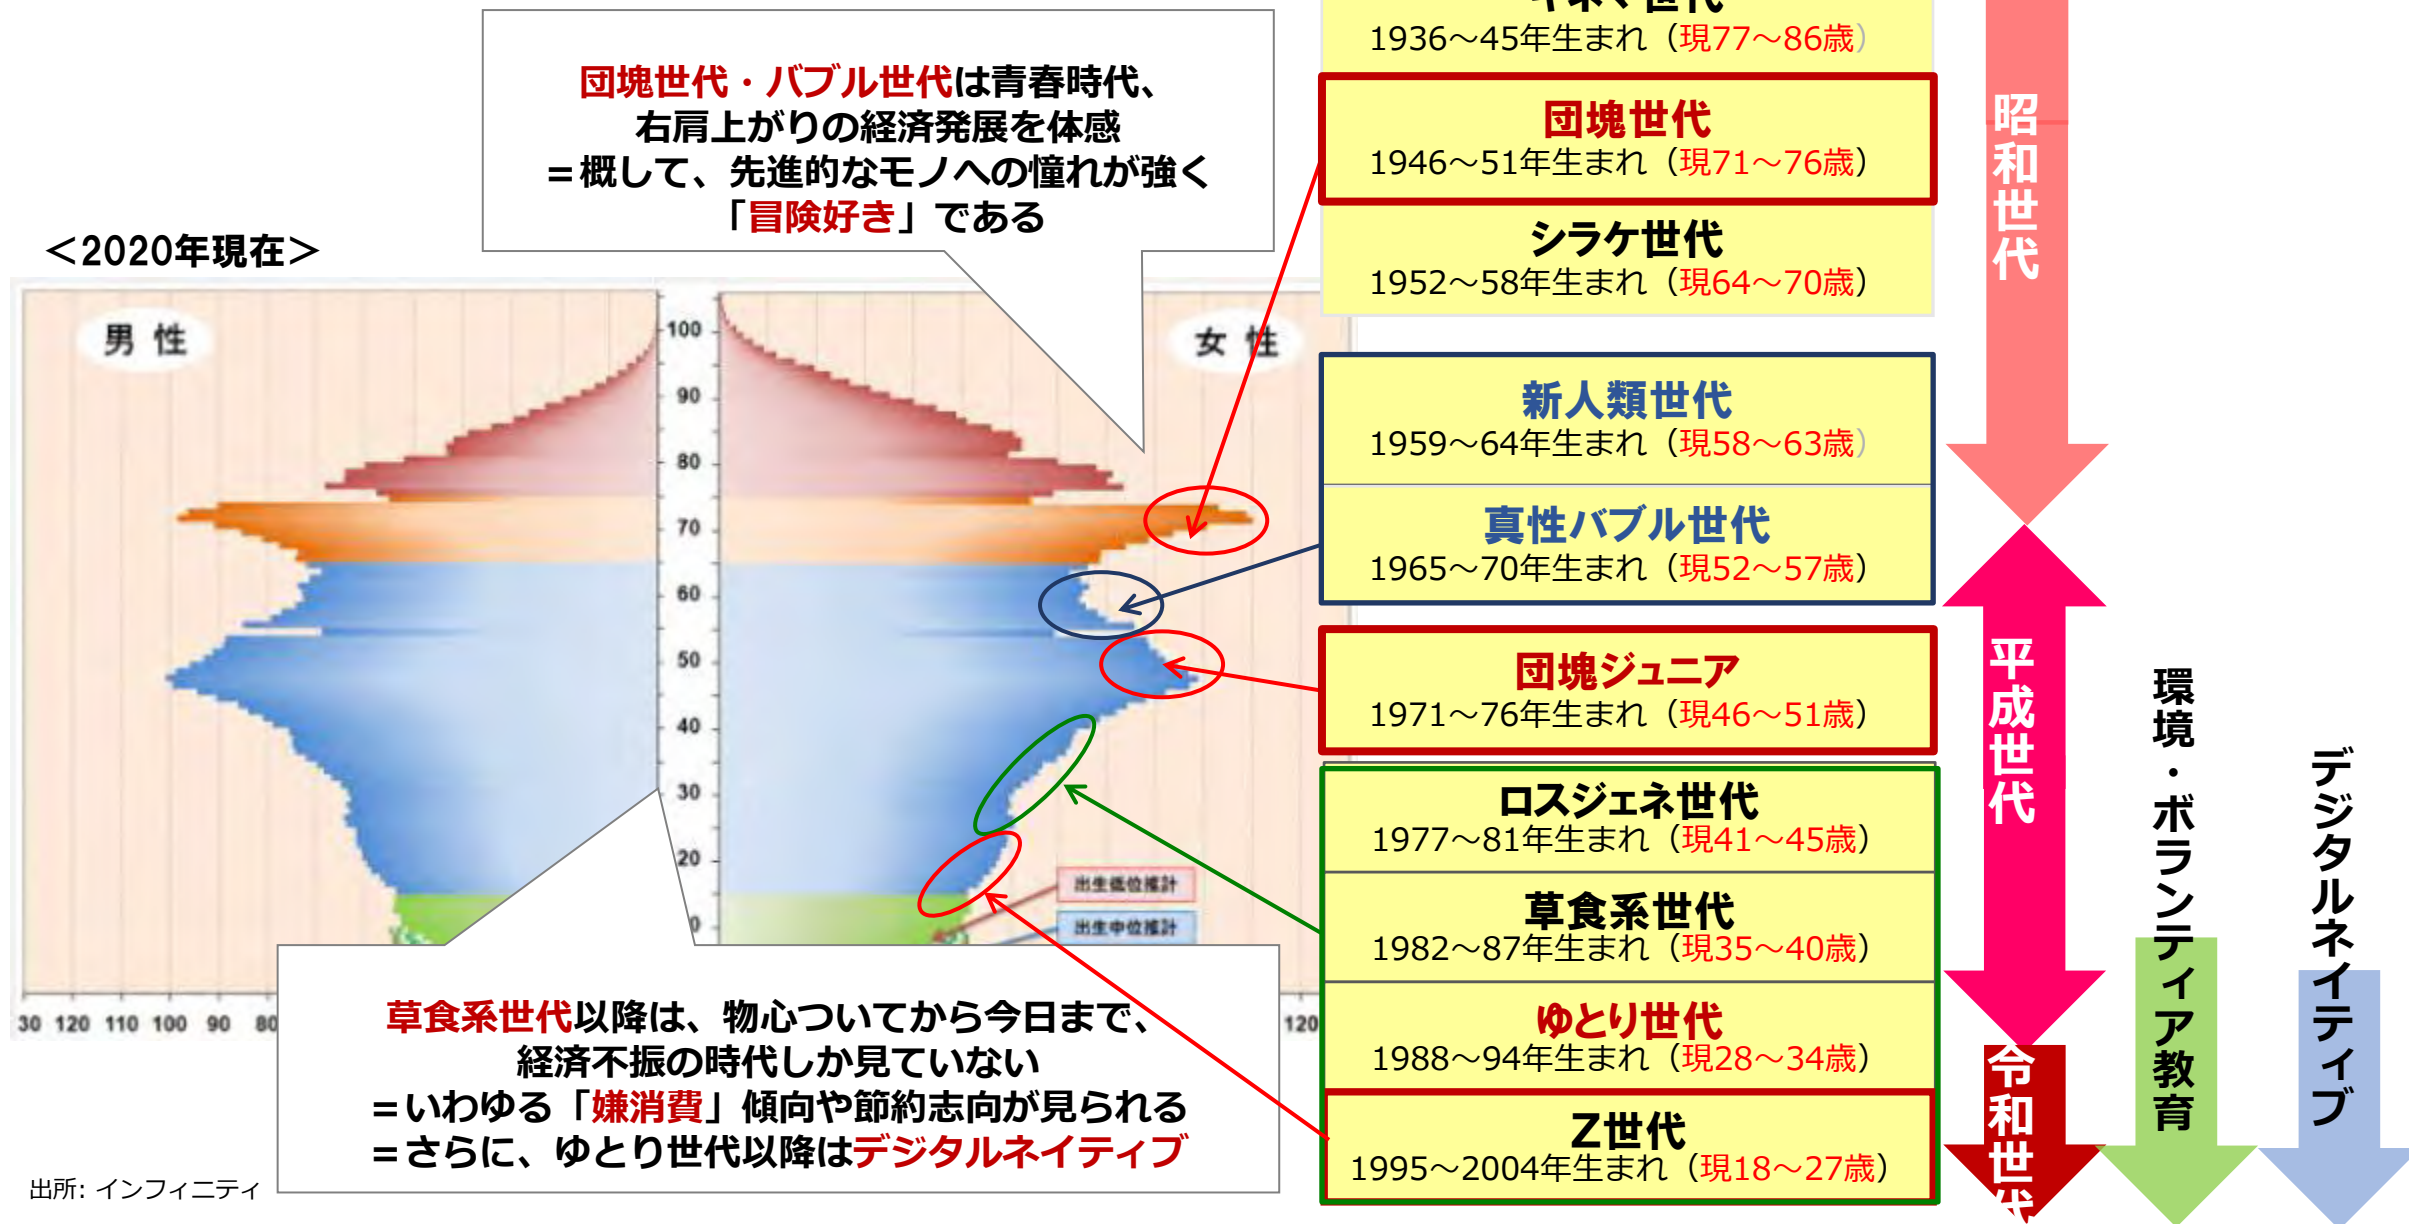 団塊世代・バブル世代は青春時代、
右肩上がりの経済発展を体感
＝概して、先進的なモノへの憧れが強く
「冒険好き」である
＜2020年現在＞
男 性
女 性
100
90
80
70
60
50
40
30
20
0
出生低位推計
出生中位推計
30 120 110 100 90 80
120
草食系世代以降は、物心ついてから今日まで、
経済不振の時代しか見ていない
＝いわゆる「嫌消費」傾向や節約志向が見られる
＝さらに、ゆとり世代以降はデジタルネイティブ
出所: インフィニティ
キネマ世代
1936～45年生まれ（現77～86歳）
団塊世代
1946～51年生まれ（現71～76歳）
シラケ世代
1952～58年生まれ（現64～70歳）
新人類世代
1959～64年生まれ（現58～63歳）
真性バブル世代
1965～70年生まれ（現52～57歳）
団塊ジュニア
1971～76年生まれ（現46～51歳）
ロスジェネ世代
1977～81年生まれ（現41～45歳）
草食系世代
1982～87年生まれ（現35～40歳）
ゆとり世代
1988～94年生まれ（現28～34歳）
Z世代
1995～2004年生まれ（現18～27歳）
昭和世代
平成世代
令和世代
環境・ボランティア教育
デジタルネイティブ